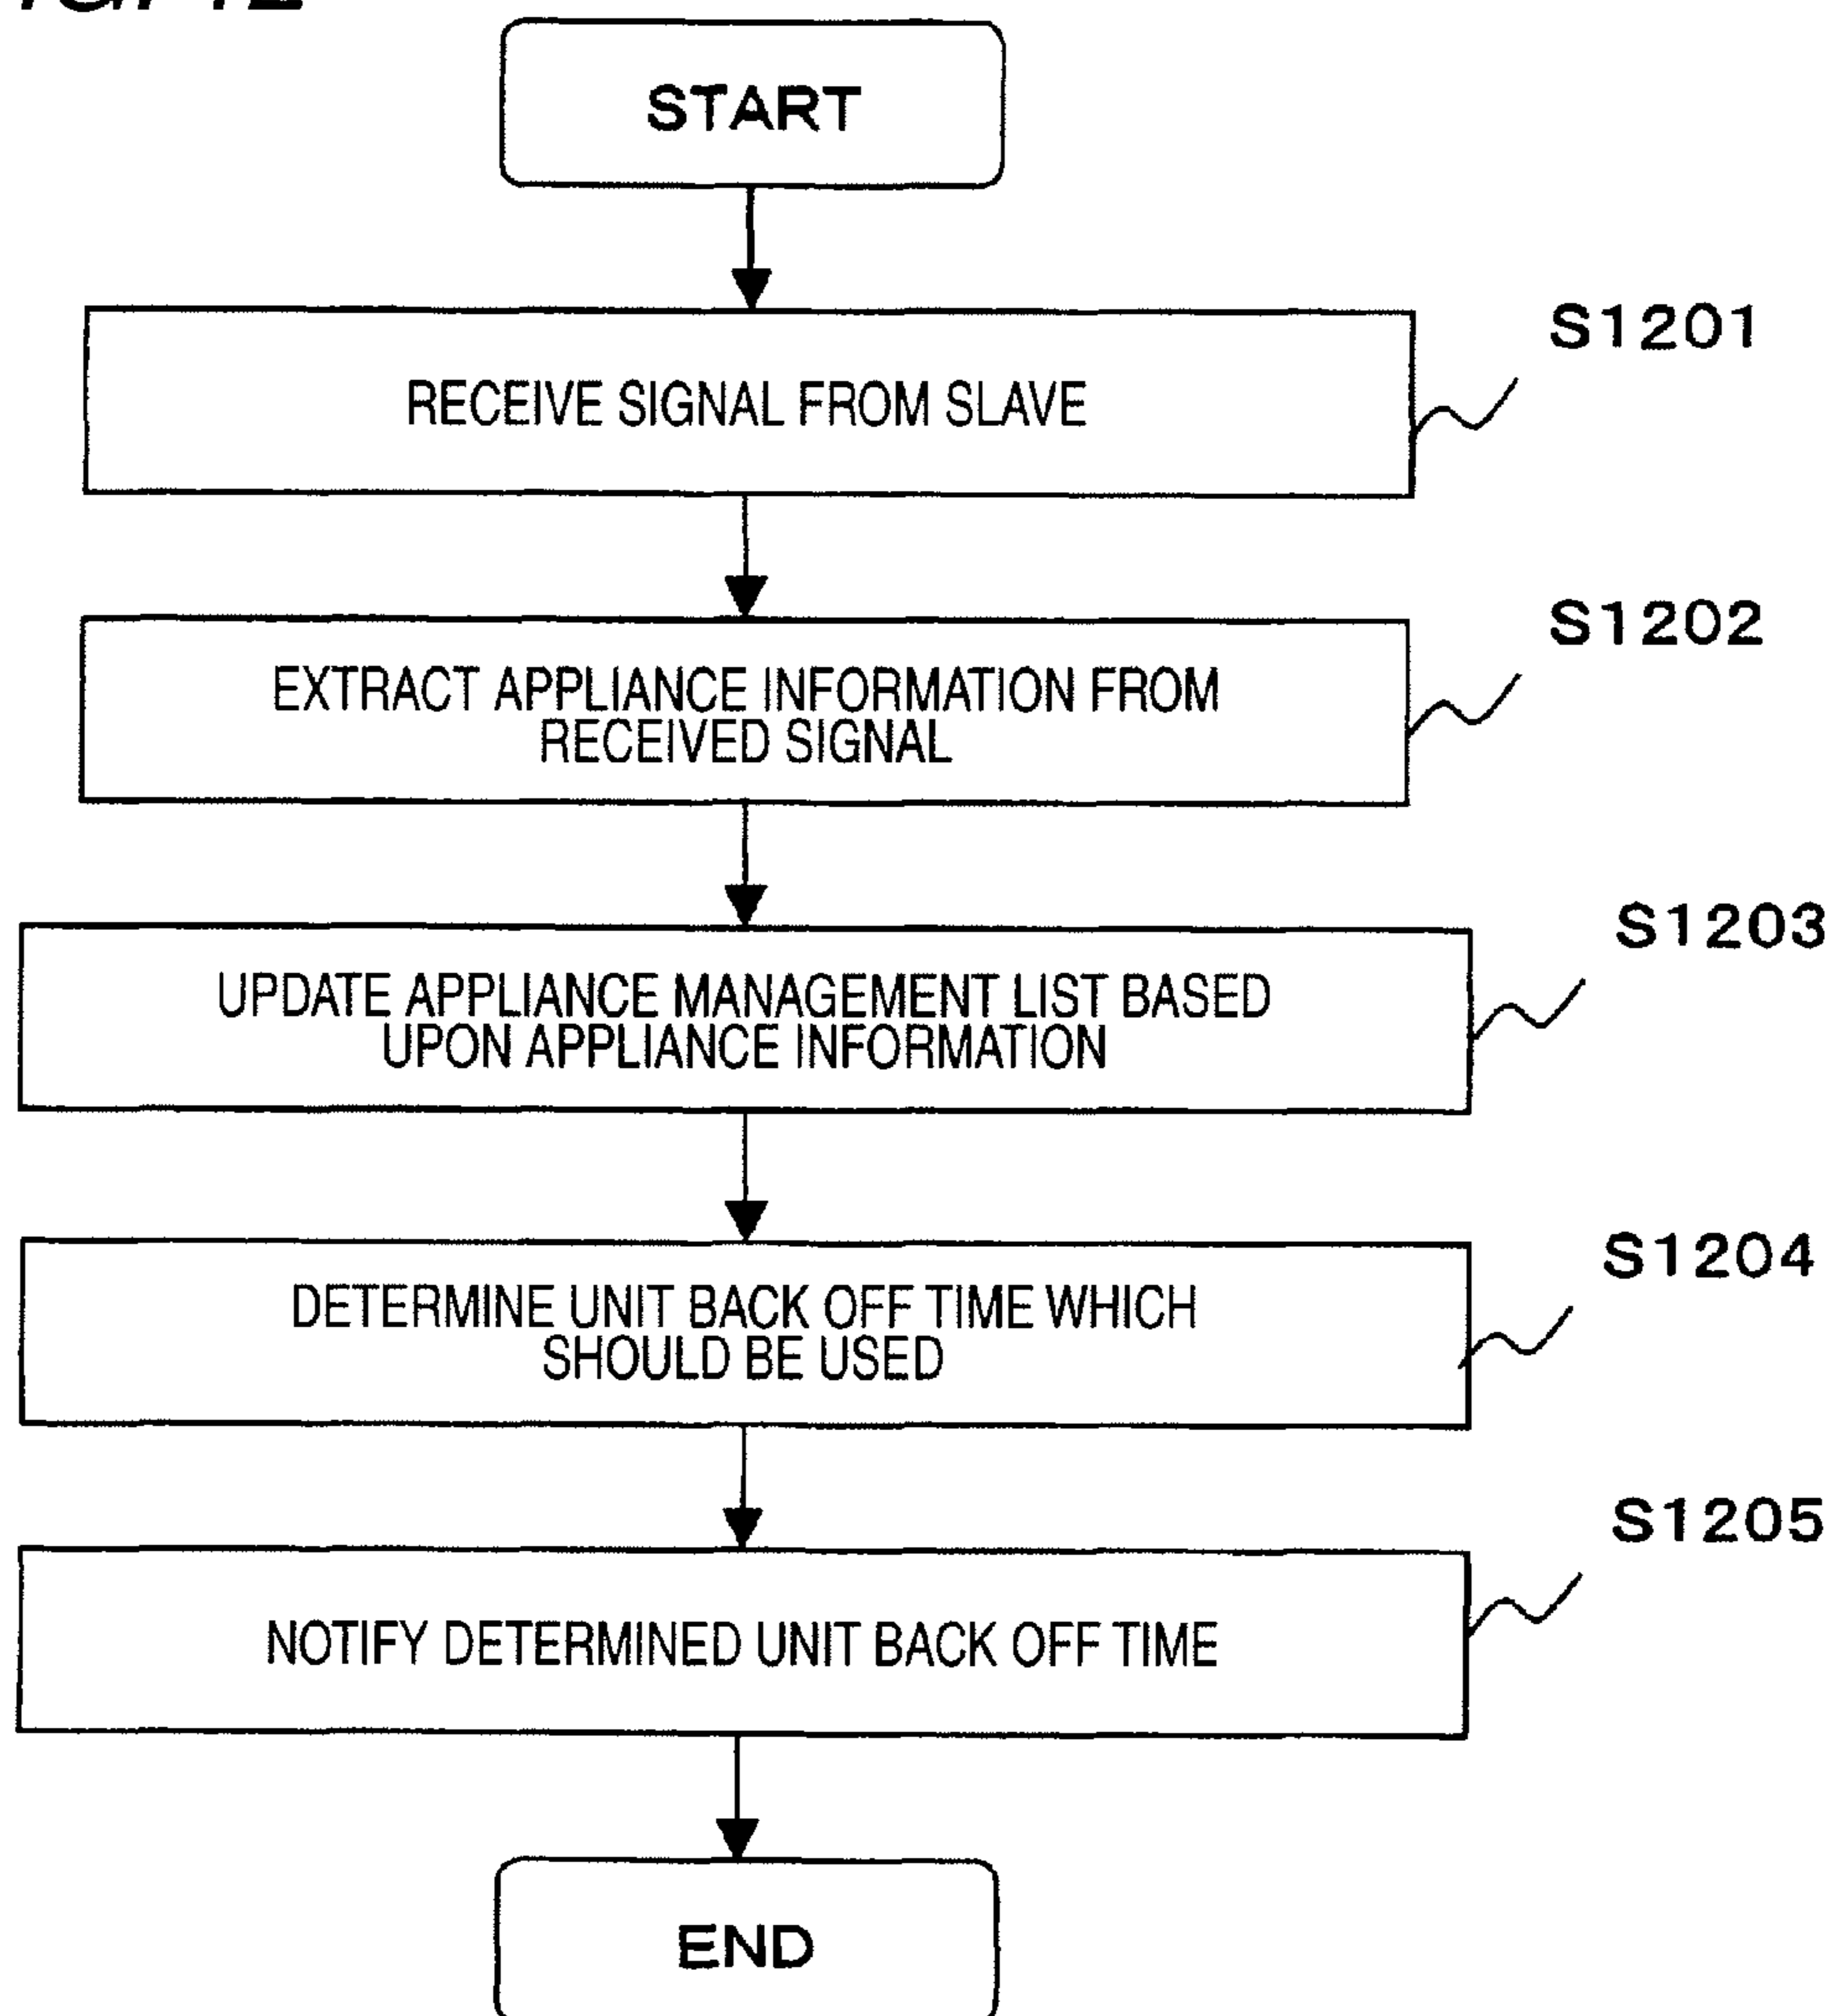 START
S1201
RECEIVE SIGNAL FROM SLAVE
S1202
EXTRACT APPLIANCE INFORMATION FROM
RECEIVED SIGNAL
S1203
UPDATE APPLIANCE MANAGEMENT LIST BASED
UPON APPLIANCE INFORMATION
S1204
DETERMINE UNIT BACK OFF TIME WHICH
SHOULD BE USED
S1205
NOTIFY DETERMINED UNIT BACK OFF TIME
END